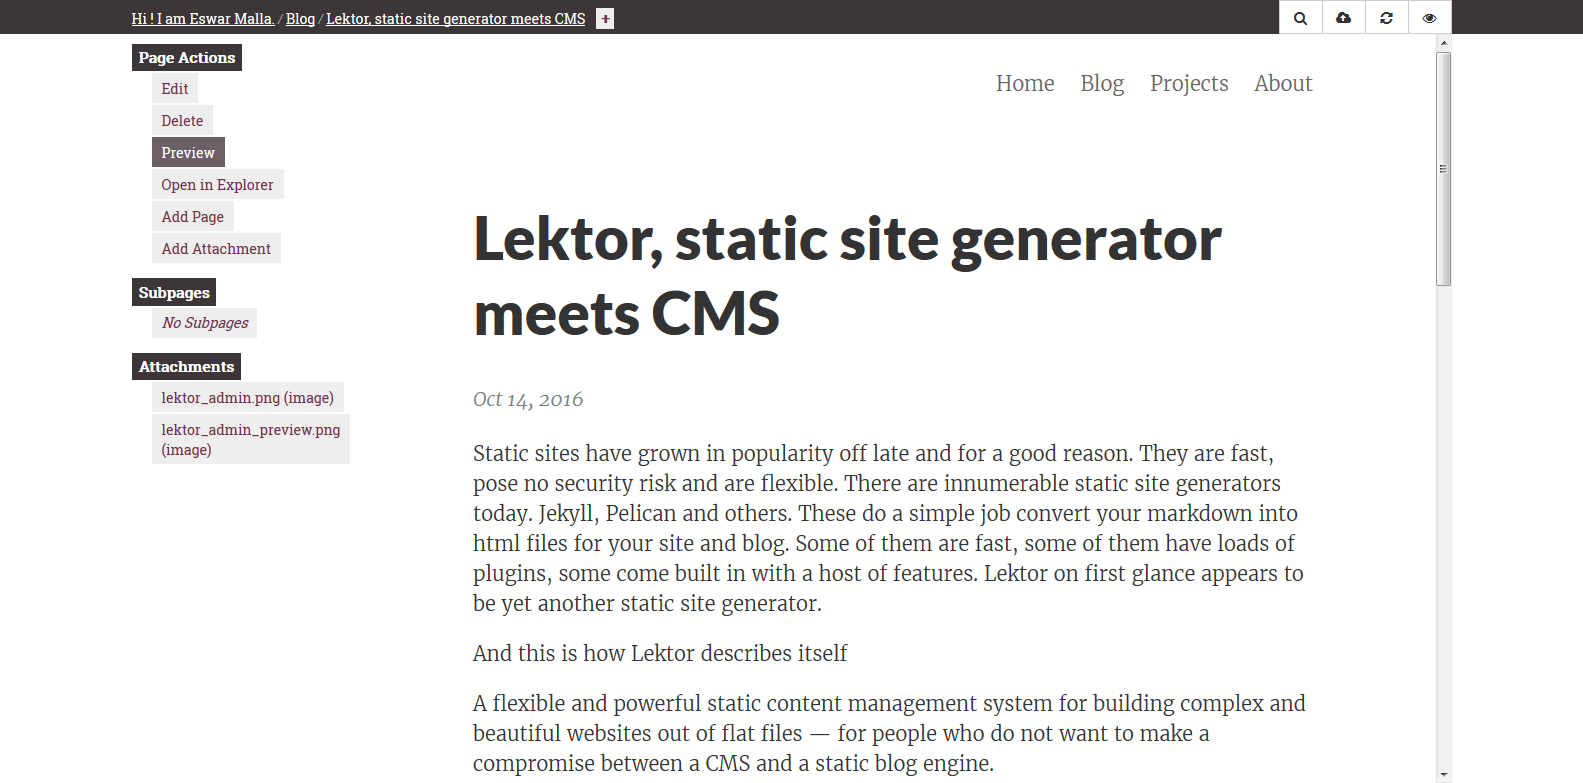 Hi ! I am Eswar Malla. / Blog / Lektor, static site generator meets CMS +
Page Actions
Edit
Delete
Preview
Open in Explorer
Add Page
Add Attachment
Subpages
No Subpages
Attachments
lektor_admin.png (image)
lektor_admin_preview.png
(image)
Home Blog Projects About
Lektor, static site generator
meets CMS
Oct 14, 2016
Static sites have grown in popularity off late and for a good reason. They are fast,
pose no security risk and are flexible. There are innumerable static site generators
today. Jekyll, Pelican and others. These do a simple job convert your markdown into
html files for your site and blog. Some of them are fast, some of them have loads of
plugins, some come built in with a host of features. Lektor on first glance appears to
be yet another static site generator.
And this is how Lektor describes itself
A flexible and powerful static content management system for building complex and
beautiful websites out of flat files — for people who do not want to make a
compromise between a CMS and a static blog engine.